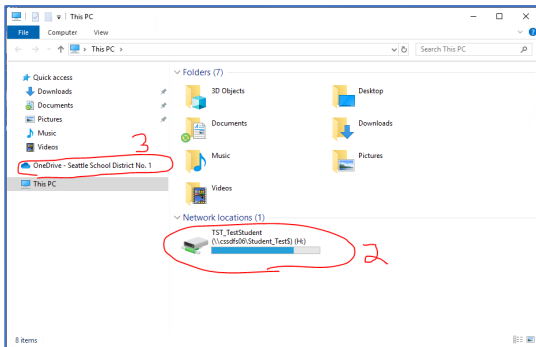 This PC
File
Computer
View
This PC
Search This PC
Quick access
Downloads
Documents
Pictures
Music
Videos
3
OneDrive - Seattle School District No. 1
This PC
Folders (7)
3D Objects
Desktop
Documents
Downloads
Music
Pictures
Videos
Network locations (1)
TST_TestStudent
(\\cssdfs06\Student_Test$) (H:)
2
8 items